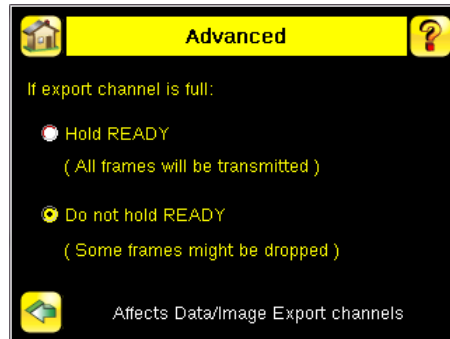 Advanced
?
If export channel is full:
Hold READY
( All frames will be transmitted )
Do not hold READY
( Some frames might be dropped )
Affects Data/Image Export channels